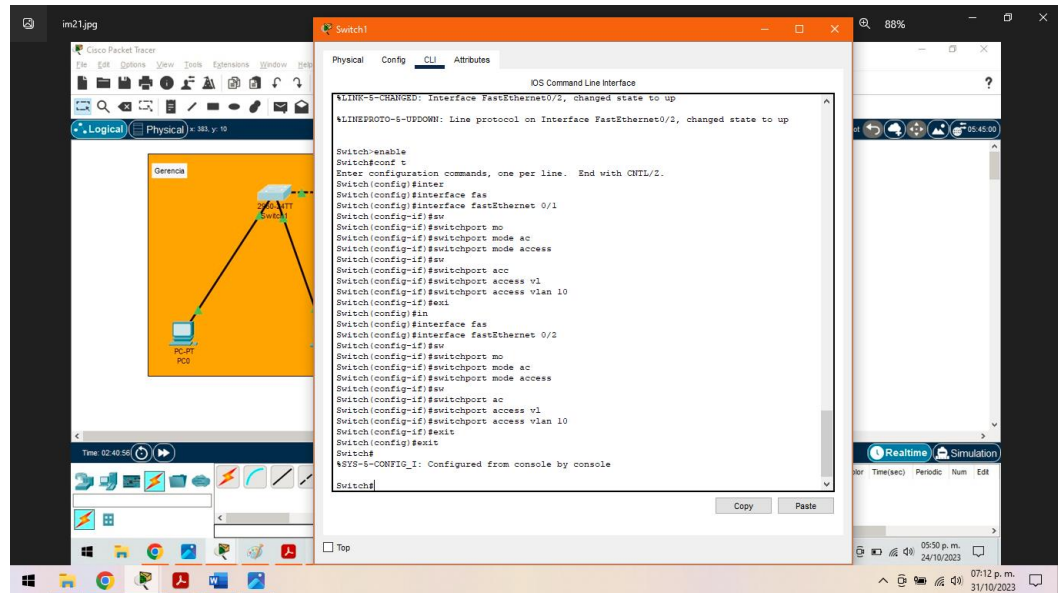 im21.jpg
88%
Cisco Packet Tracer
File Edit Options View Tools Extensions Window Help
?
Logical
Physical
x: 383, y: 10
05:45:00
Gerencia
2960-24TT
Switch1
PC-PT
PC0
Switch1
Physical Config CLI Attributes
IOS Command Line Interface
%LINK-5-CHANGED: Interface FastEthernet0/2, changed state to up
%LINEPROTO-5-UPDOWN: Line protocol on Interface FastEthernet0/2, changed state to up
Switch>enable
Switch#conf t
Enter configuration commands, one per line. End with CNTL/Z.
Switch(config)#inter
Switch(config)#interface fas
Switch(config)#interface fastEthernet 0/1
Switch(config-if)#sw
Switch(config-if)#switchport mo
Switch(config-if)#switchport mode ac
Switch(config-if)#switchport mode access
Switch(config-if)#sw
Switch(config-if)#switchport acc
Switch(config-if)#switchport access vl
Switch(config-if)#switchport access vlan 10
Switch(config-if)#exi
Switch(config)#in
Switch(config)#interface fas
Switch(config)#interface fastEthernet 0/2
Switch(config-if)#sw
Switch(config-if)#switchport mo
Switch(config-if)#switchport mode ac
Switch(config-if)#switchport mode access
Switch(config-if)#sw
Switch(config-if)#switchport ac
Switch(config-if)#switchport access vl
Switch(config-if)#switchport access vlan 10
Switch(config-if)#exit
Switch(config)#exit
Switch#
%SYS-5-CONFIG_I: Configured from console by console
Switch#
Copy Paste
Top
Time: 02:40:56
Realtime
Simulation
Time(sec) Periodic Num Edit
05:50 p. m.
24/10/2023
07:12 p. m.
31/10/2023